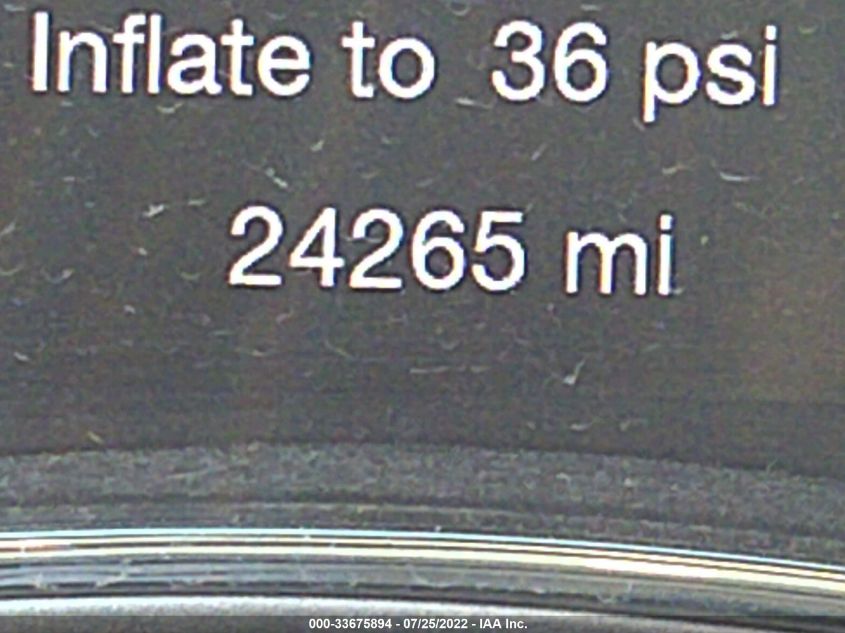 Inflate to 36 psi
24265 mi
000-33675894 - 07/25/2022 - IAA Inc.